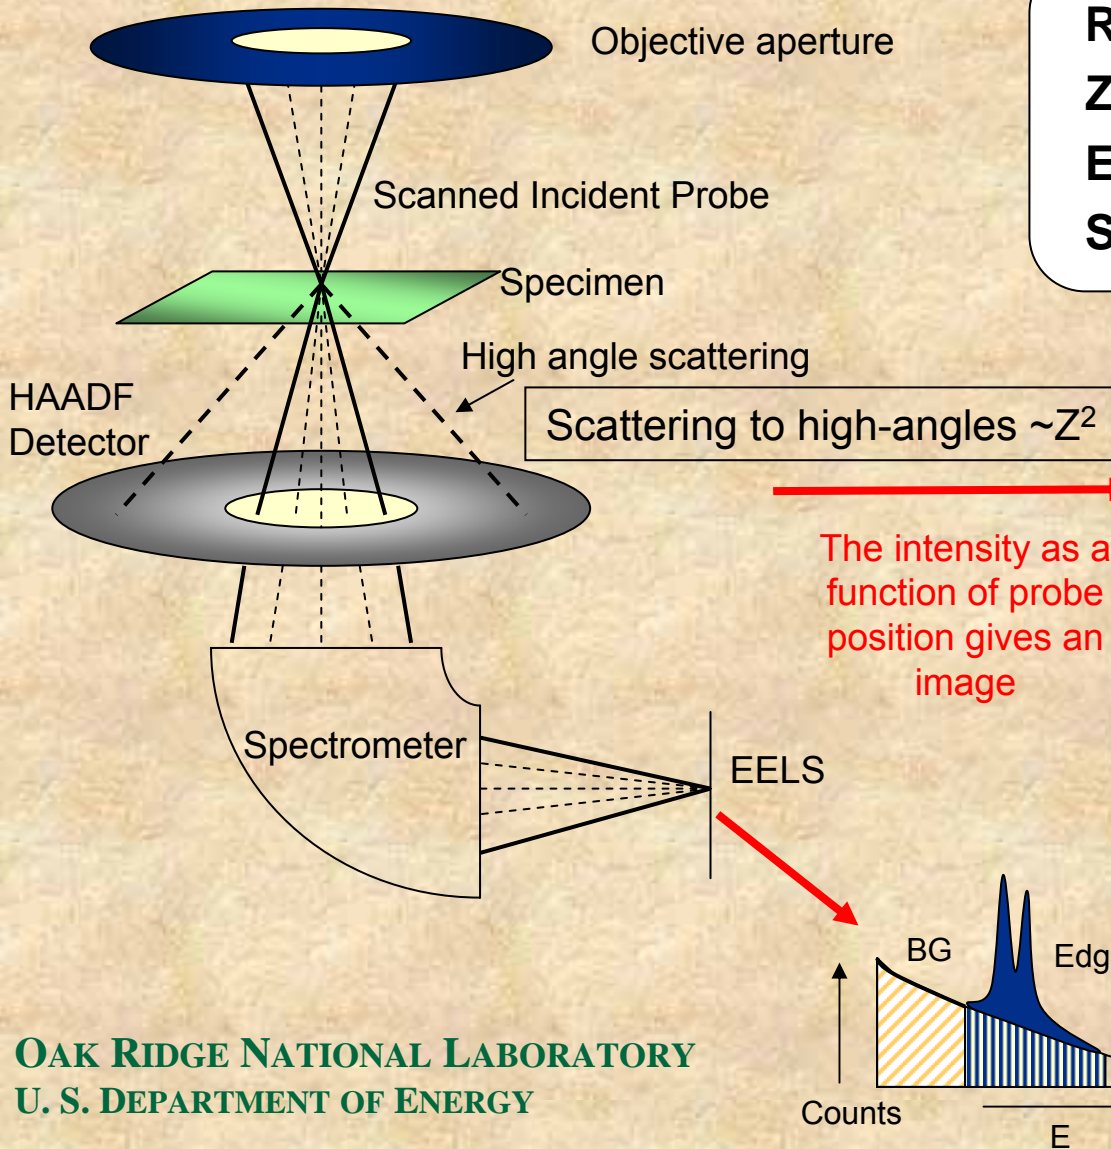 Objective aperture
R
Z
E
S
Scanned Incident Probe
Specimen
High angle scattering
HAADF
Detector
Scattering to high-angles ~Z²
The intensity as a
function of probe
position gives an
image
Spectrometer
EELS
BG
Edg
Counts
E
OAK RIDGE NATIONAL LABORATORY
U. S. DEPARTMENT OF ENERGY